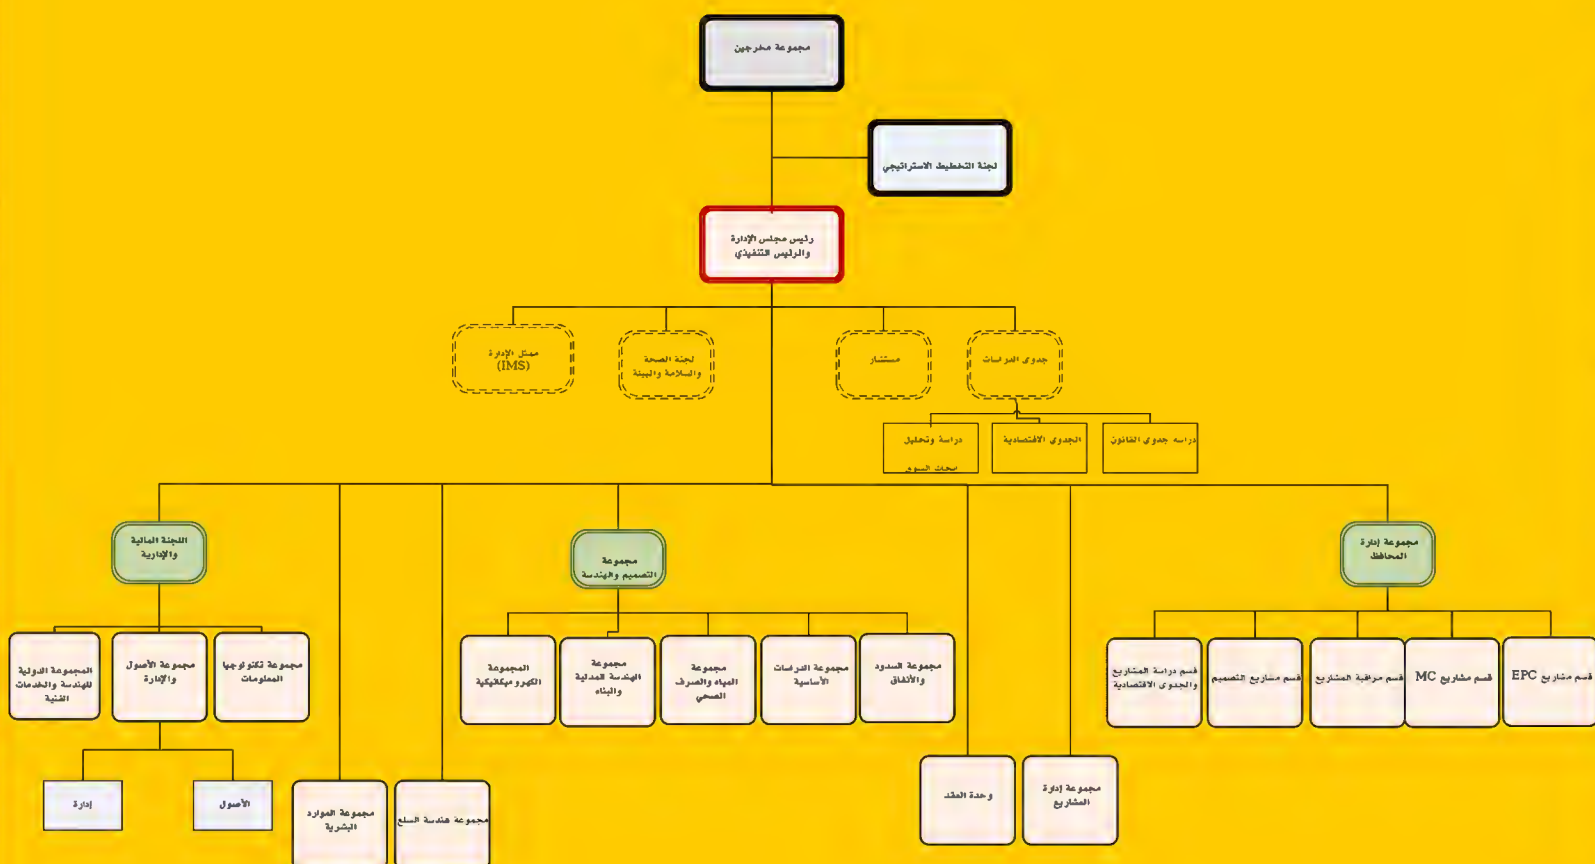 مجموعة مخرجين
لجنة التخطيط الاستراتيجي
رئيس مجلس الإدارة
والرئيس التنفيذي
جدوى الدراسات
مستشار
لجنة الصحة
والسلامة والبيئة
ممثل الإدارة
(IMS)
دراسه جدوى القانون
الجدوى الاقتصادية
دراسة وتحليل
مجموعة إدارة
المحافظ
مجموعة
التصميم والهندسة
اللجنة المالية
والإدارية
قسم مشاريع EPC
قسم مشاريع MC
قسم مراقبة المشاريع
قسم مشاريع التصميم
قسم دراسة المشاريع
والجدوى الاقتصادية
مجموعة السدود
والأنفاق
مجموعة الدراسات
الأساسية
مجموعة
المياه والصرف
الصحي
مجموعة
الهندسة المدنية
والبناء
المجموعة
الكهروميكانيكية
مجموعة تكنولوجيا
المعلومات
مجموعة الأصول
والإدارة
المجموعة الدولية
للهندسة والخدمات
الفنية
مجموعة إدارة
المشاريع
وحدة العقد
مجموعة هندسة السلع
مجموعة الموارد
البشرية
الأصول
إدارة